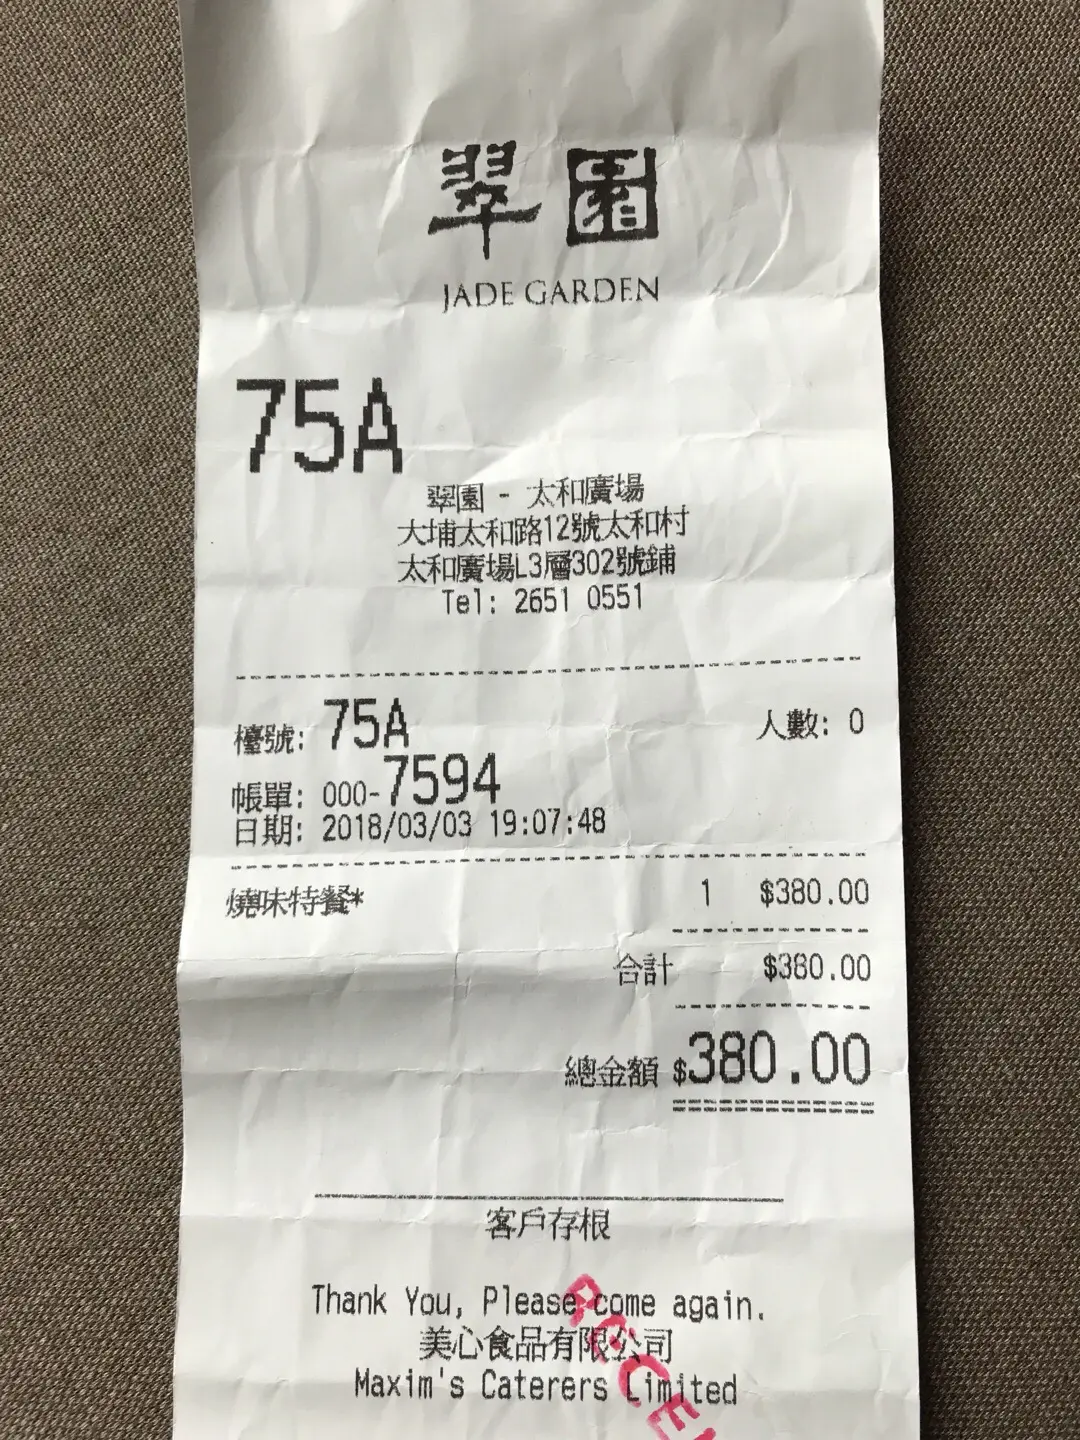 翠園
JADE GARDEN
75A
翠園 - 太和廣場
大埔太和路12號太和村
太和廣場L3層302號鋪
Tel: 2651 0551
檯號: 75A 人數: 0
帳單: 000-7594
日期: 2018/03/03 19:07:48
燒味特餐* 1 $380.00
合計 $380.00
總金額 $380.00
客戶存根
Thank You, Please come again.
美心食品有限公司
Maxim's Caterers Limited